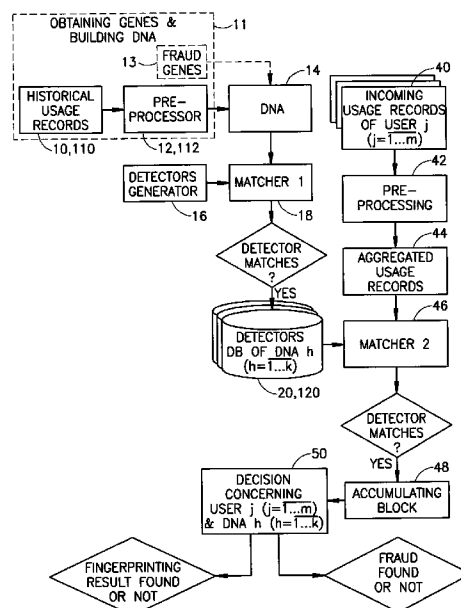 OBTAINING GENES &
BUILDING DNA
11
13
FRAUD
GENES
HISTORICAL
USAGE
RECORDS
10,110
PRE-
PROCESSOR
12,112
14
DNA
DETECTORS
GENERATOR
16
MATCHER 1
18
DETECTOR
MATCHES
?
YES
DETECTORS
DB OF DNA h
(h=1...k)
20,120
40
INCOMING
USAGE RECORDS
OF USER j
(j=1...m)
42
PRE-
PROCESSING
44
AGGREGATED
USAGE
RECORDS
46
MATCHER 2
DETECTOR
MATCHES
?
YES
48
ACCUMULATING
BLOCK
50
DECISION
CONCERNING
USER j (j=1...m)
& DNA h (h=1...k)
FINGERPRINTING
RESULT FOUND
OR NOT
FRAUD
FOUND
OR NOT